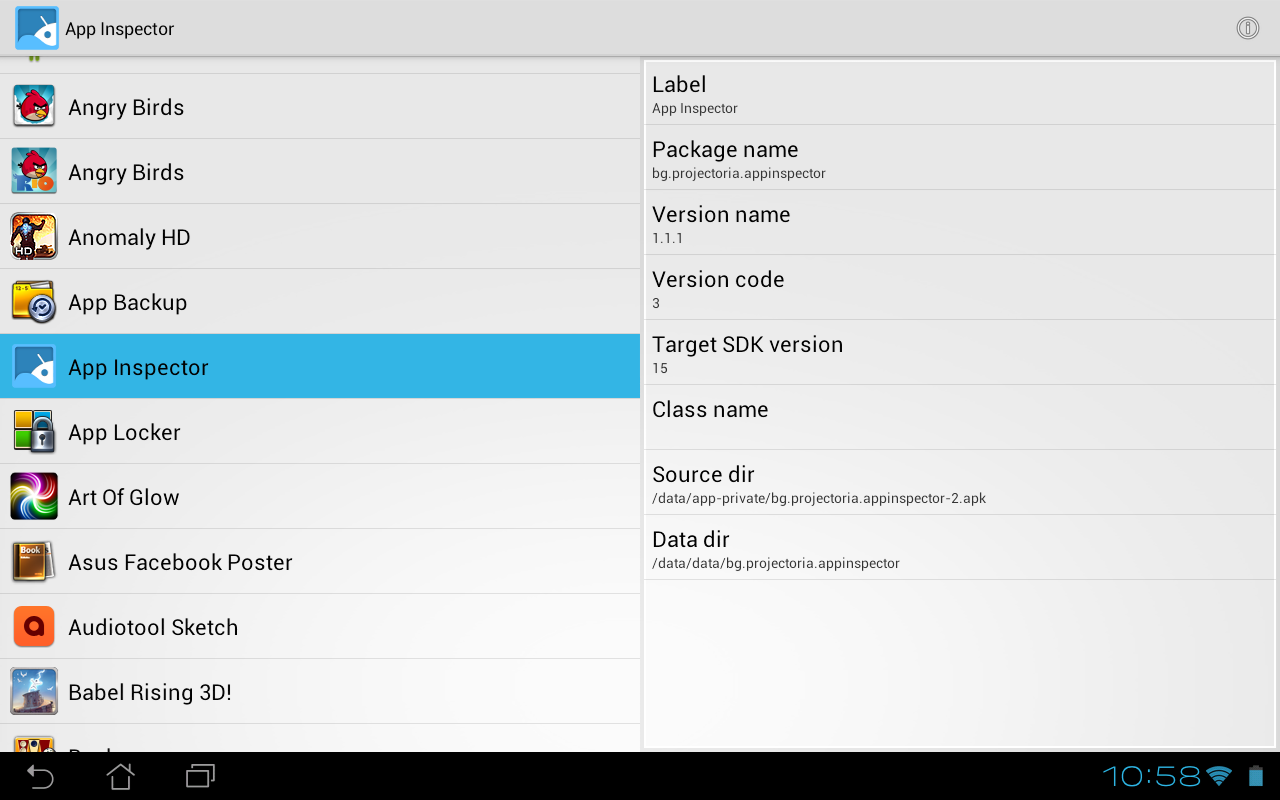 App Inspector
Angry Birds
Angry Birds
RIO
Anomaly HD
HD
App Backup
App Inspector
App Locker
Art Of Glow
Asus Facebook Poster
Book
Audiotool Sketch
Babel Rising 3D!
Label
App Inspector
Package name
bg.projectoria.appinspector
Version name
1.1.1
Version code
3
Target SDK version
15
Class name
Source dir
/data/app-private/bg.projectoria.appinspector-2.apk
Data dir
/data/data/bg.projectoria.appinspector
10:58